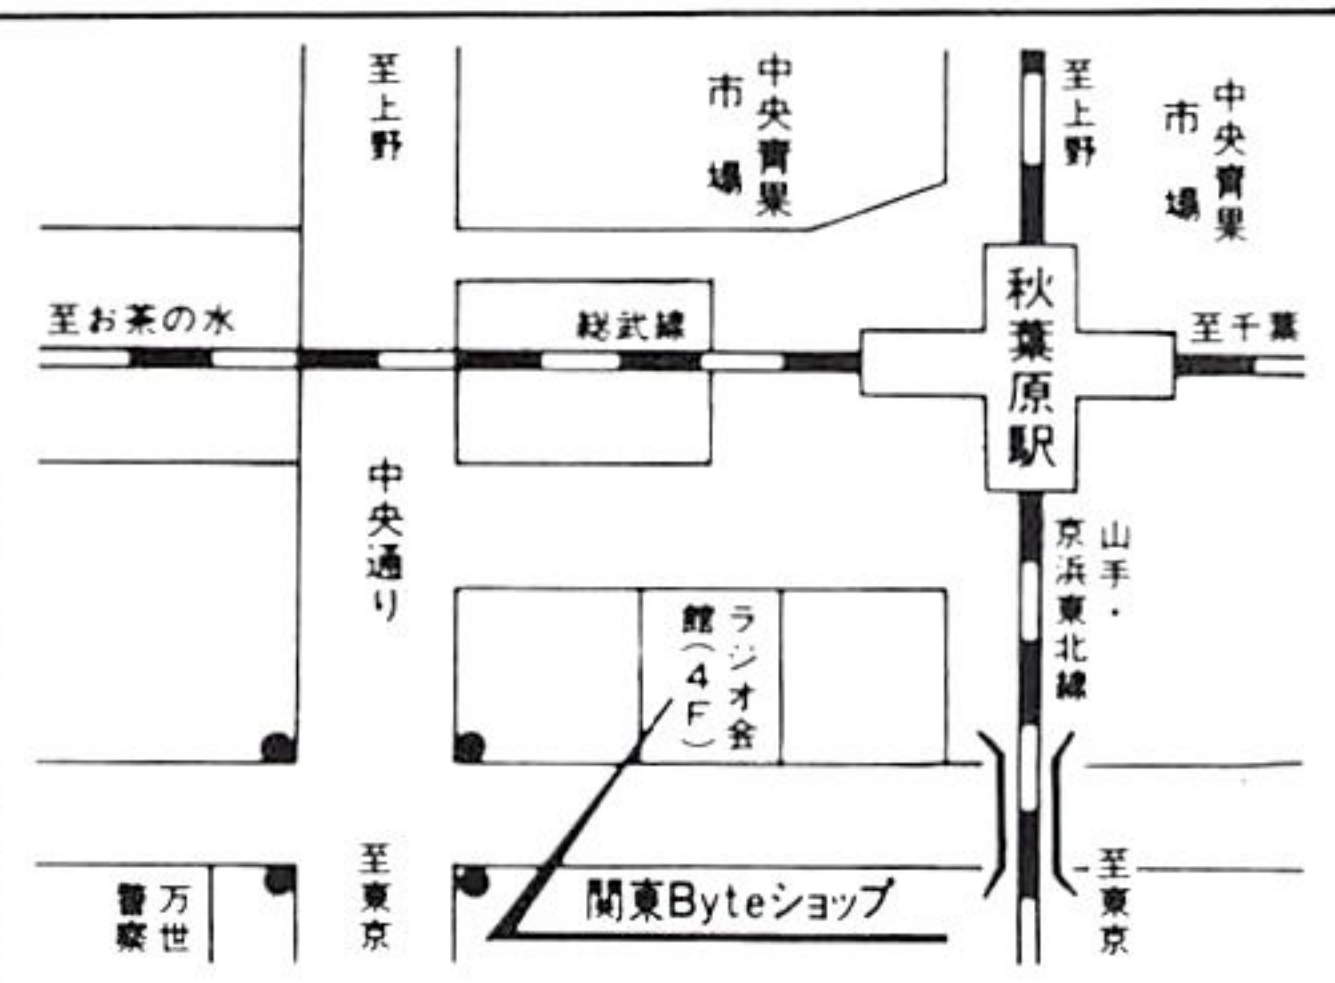 至上野
中央青果
市場
至上野
中央青果
市場
至お茶の水
総武線
秋葉原駅
至千葉
中央通り
山手・
京浜東北線
ラジオ会
館(4F)
至東京
関東Byteショップ
至東京
万世
警察